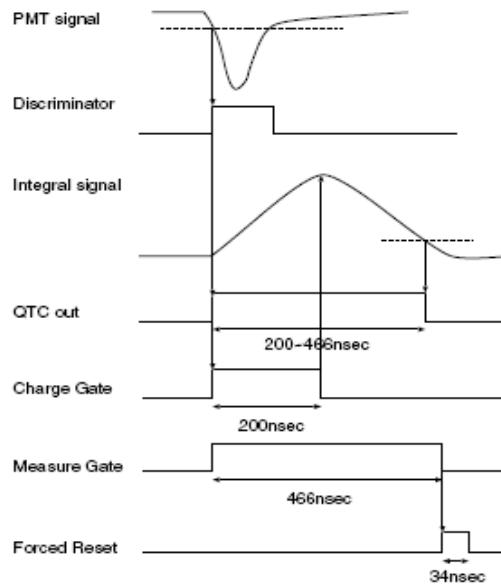 PMT signal
Discriminator
Integral signal
QTC out
200-466nsec
Charge Gate
200nsec
Measure Gate
466nsec
Forced Reset
34nsec